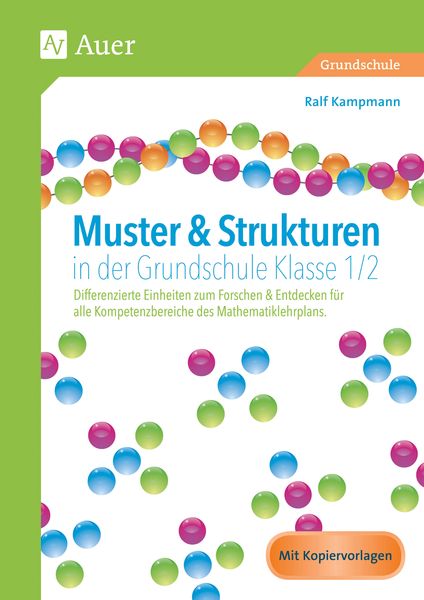 AV Auer
Grundschule
Ralf Kampmann
Muster & Strukturen
in der Grundschule Klasse 1/2
Differenzierte Einheiten zum Forschen & Entdecken für
alle Kompetenzbereiche des Mathematiklehrplans.
Mit Kopiervorlagen